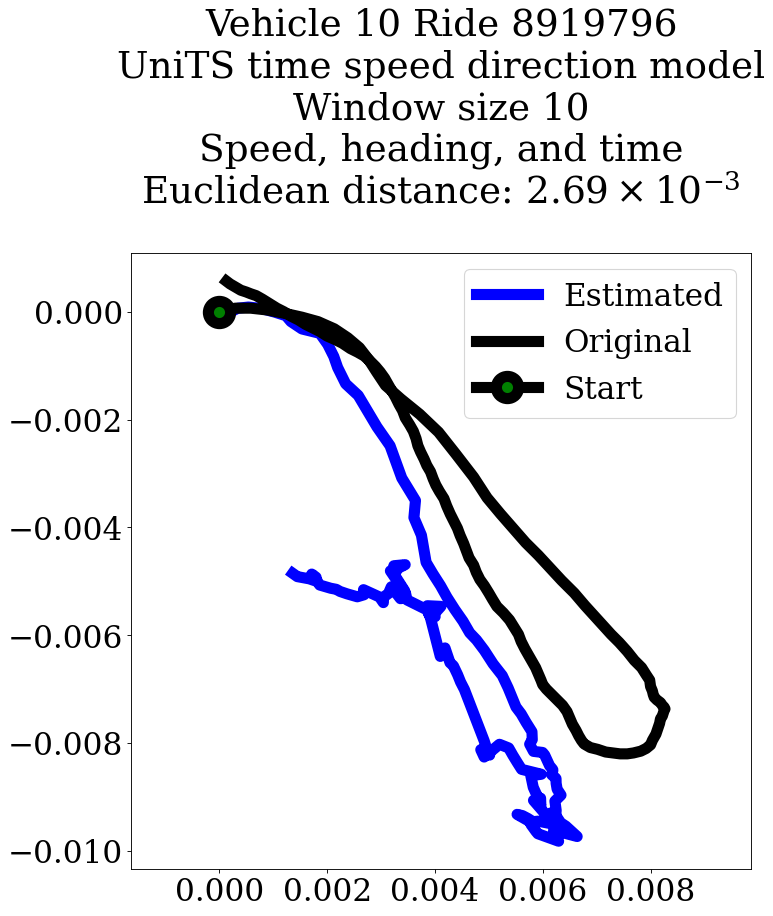 Vehicle 10 Ride 8919796
UniTS time speed direction model
Window size 10
Speed, heading, and time
Euclidean distance: 2.69 × 10⁻³
Estimated
Original
Start
0.000
−0.002
−0.004
−0.006
−0.008
−0.010
0.000 0.002 0.004 0.006 0.008